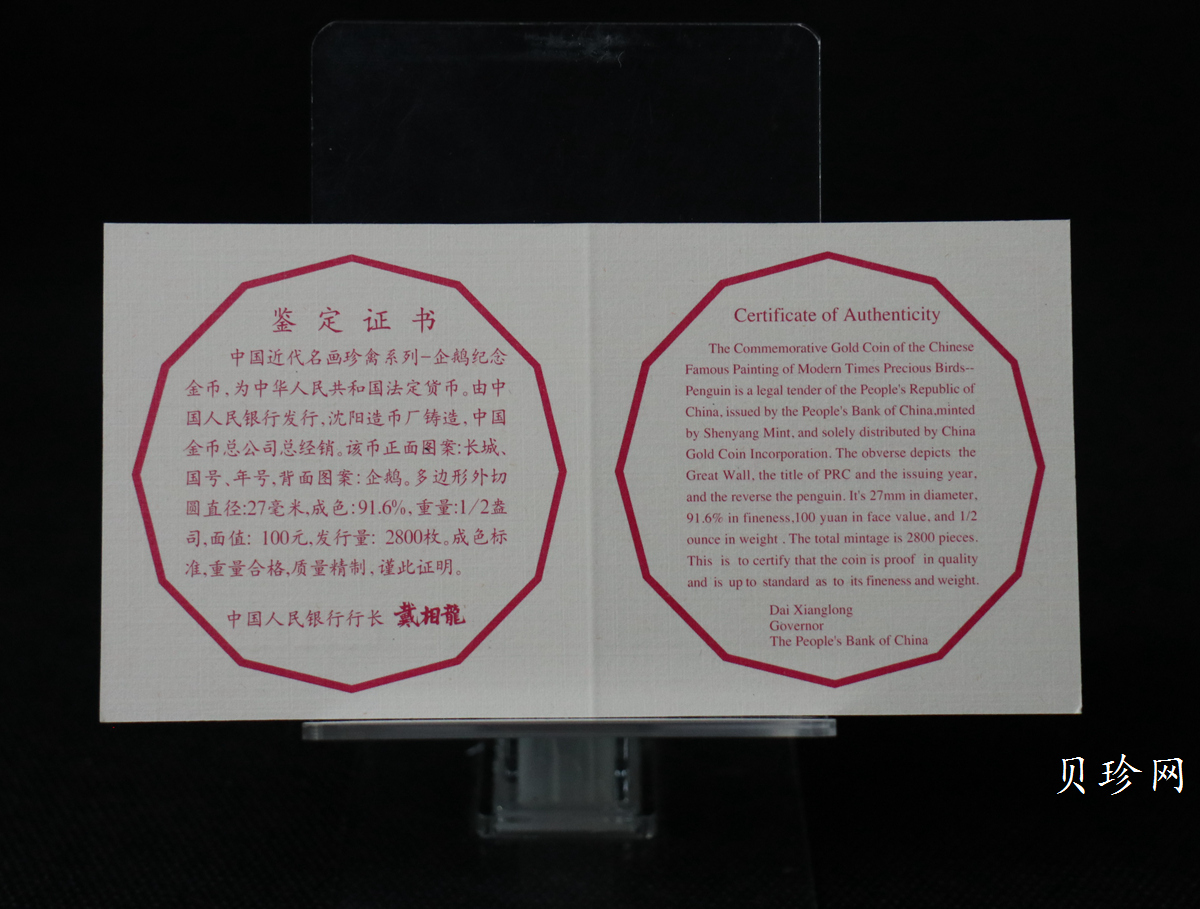 鉴定证书
中国近代名画珍禽系列-企鹅纪念
金币,为中华人民共和国法定货币。由中
国人民银行发行,沈阳造币厂铸造,中国
金币总公司总经销。该币正面图案:长城、
国号、年号,背面图案:企鹅。多边形外切
圆直径:27毫米,成色:91.6%,重量:1/2盎
司,面值: 100元,发行量: 2800枚。成色标
准,重量合格,质量精制,谨此证明。
中国人民银行行长 戴相龍
Certificate of Authenticity
The Commemorative Gold Coin of the Chinese
Famous Painting of Modern Times Precious Birds--
Penguin is a legal tender of the People's Republic of
China, issued by the People's Bank of China,minted
by Shenyang Mint, and solely distributed by China
Gold Coin Incorporation. The obverse depicts the
Great Wall, the title of PRC and the issuing year,
and the reverse the penguin. It's 27mm in diameter,
91.6% in fineness,100 yuan in face value, and 1/2
ounce in weight . The total mintage is 2800 pieces.
This is to certify that the coin is proof in quality
and is up to standard as to its fineness and weight.
Dai Xianglong
Governor
The People's Bank of China
贝珍网